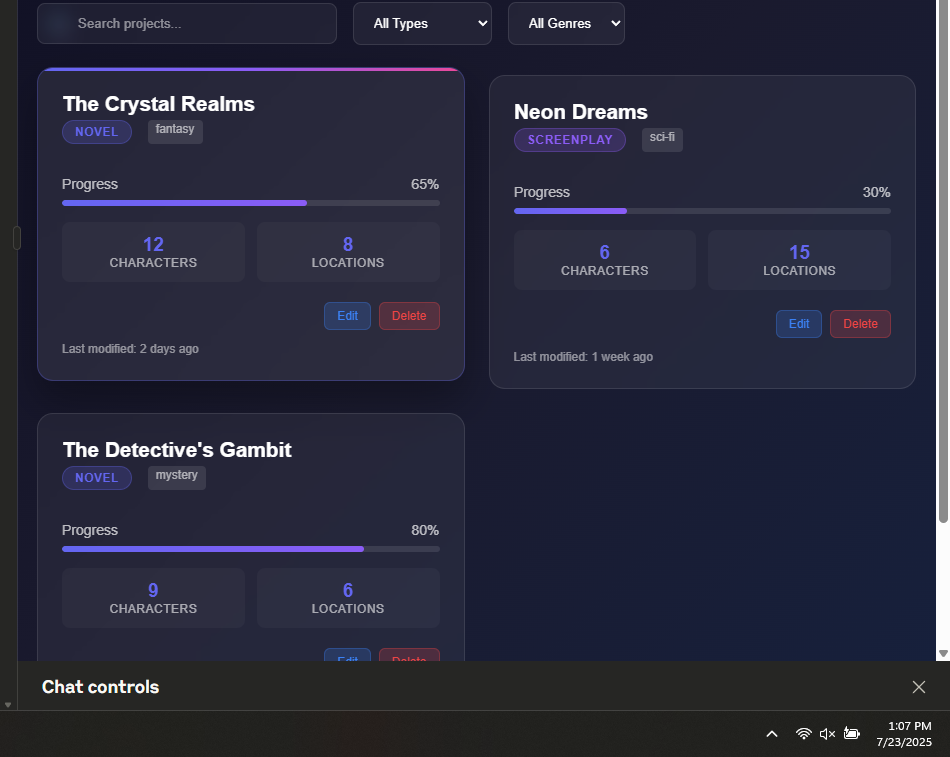 Search projects...
All Types
All Genres
The Crystal Realms
NOVEL fantasy
Progress 65%
12 8
CHARACTERS LOCATIONS
Edit Delete
Last modified: 2 days ago
Neon Dreams
SCREENPLAY sci-fi
Progress 30%
6 15
CHARACTERS LOCATIONS
Edit Delete
Last modified: 1 week ago
The Detective's Gambit
NOVEL mystery
Progress 80%
9 6
CHARACTERS LOCATIONS
Edit Delete
Chat controls
1:07 PM
7/23/2025